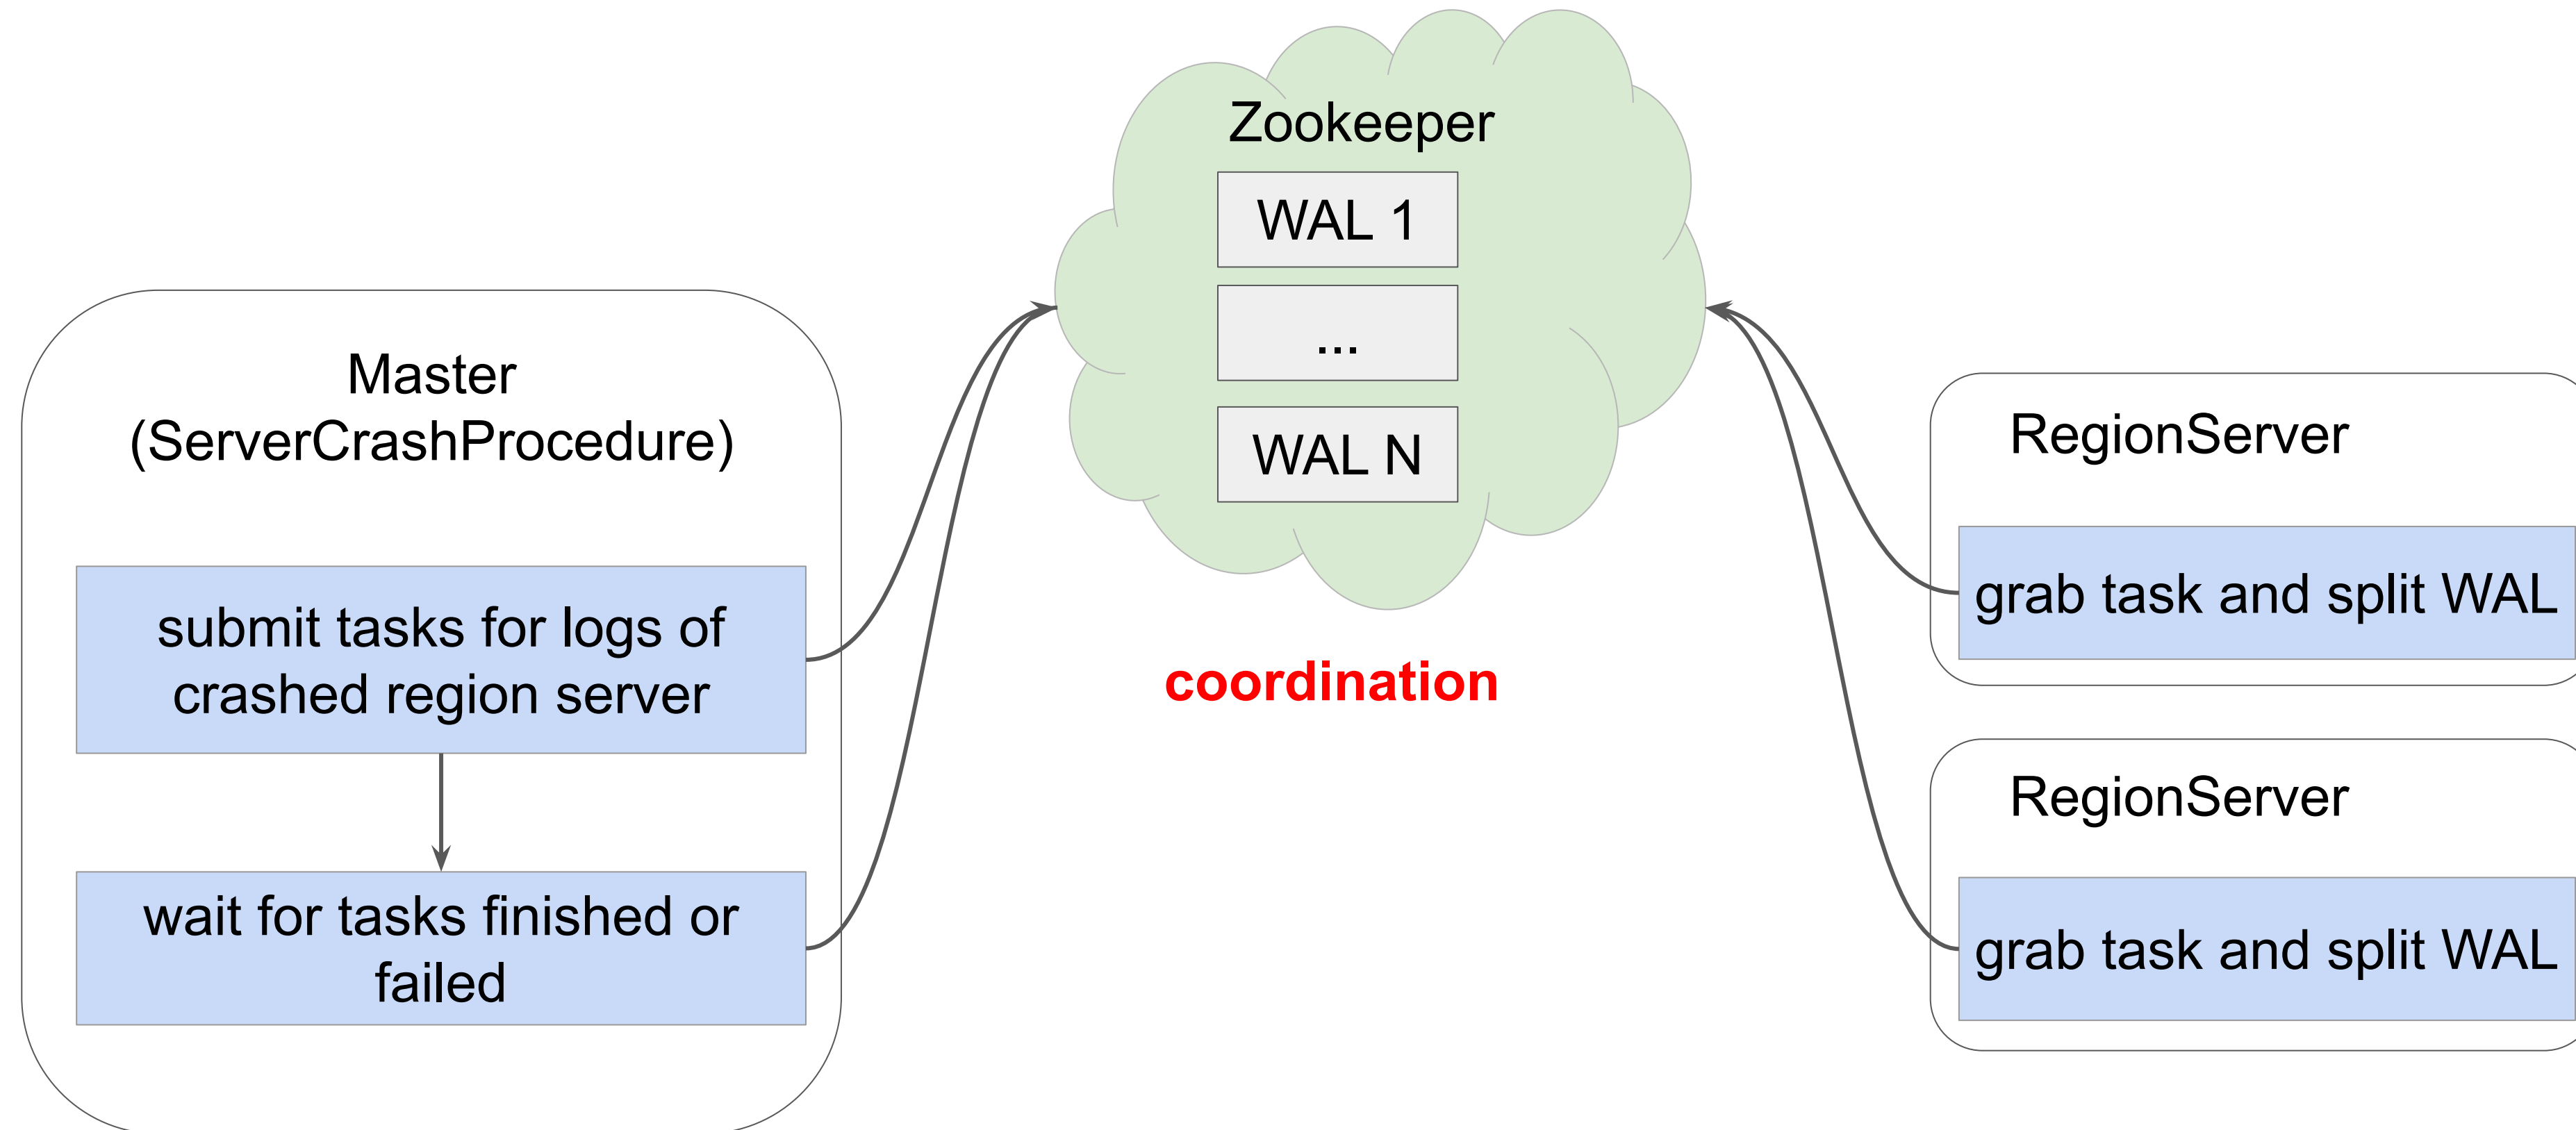 Zookeeper
WAL 1
...
WAL N
coordination
Master
(ServerCrashProcedure)
submit tasks for logs of
crashed region server
wait for tasks finished or
failed
RegionServer
grab task and split WAL
RegionServer
grab task and split WAL